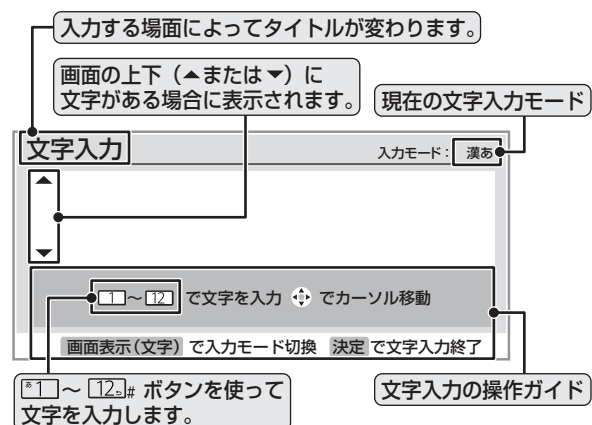 入力する場面によってタイトルが変わります。
画面の上下（▲または▼）に
文字がある場合に表示されます。
現在の文字入力モード
文字入力
入力モード： 漢あ
▲
▼
1～12 で文字を入力 でカーソル移動
画面表示（文字） で入力モード切換 決定 で文字入力終了
あ1～12# ボタンを使って
文字を入力します。
文字入力の操作ガイド